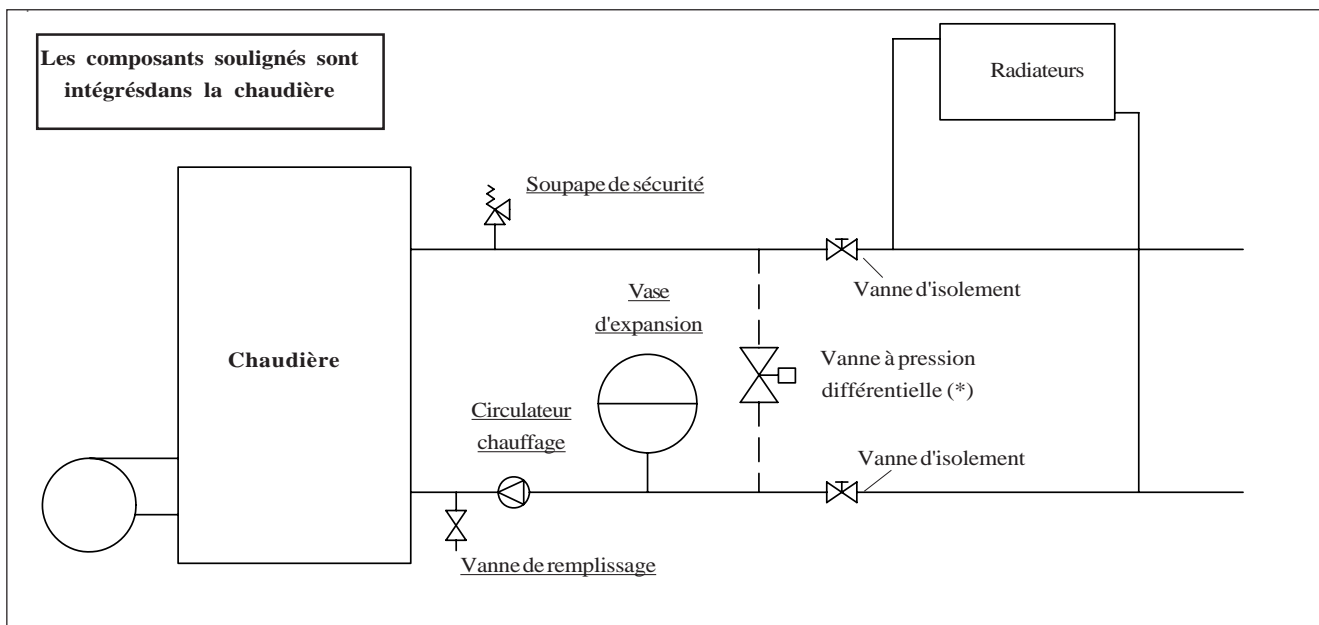 Les composants soulignés sont
intégrésdans la chaudière
Radiateurs
Soupape de sécurité
Vanne d'isolement
Vase
d'expansion
Chaudière
Vanne à pression
différentielle (*)
Circulateur
chauffage
Vanne d'isolement
Vanne de remplissage